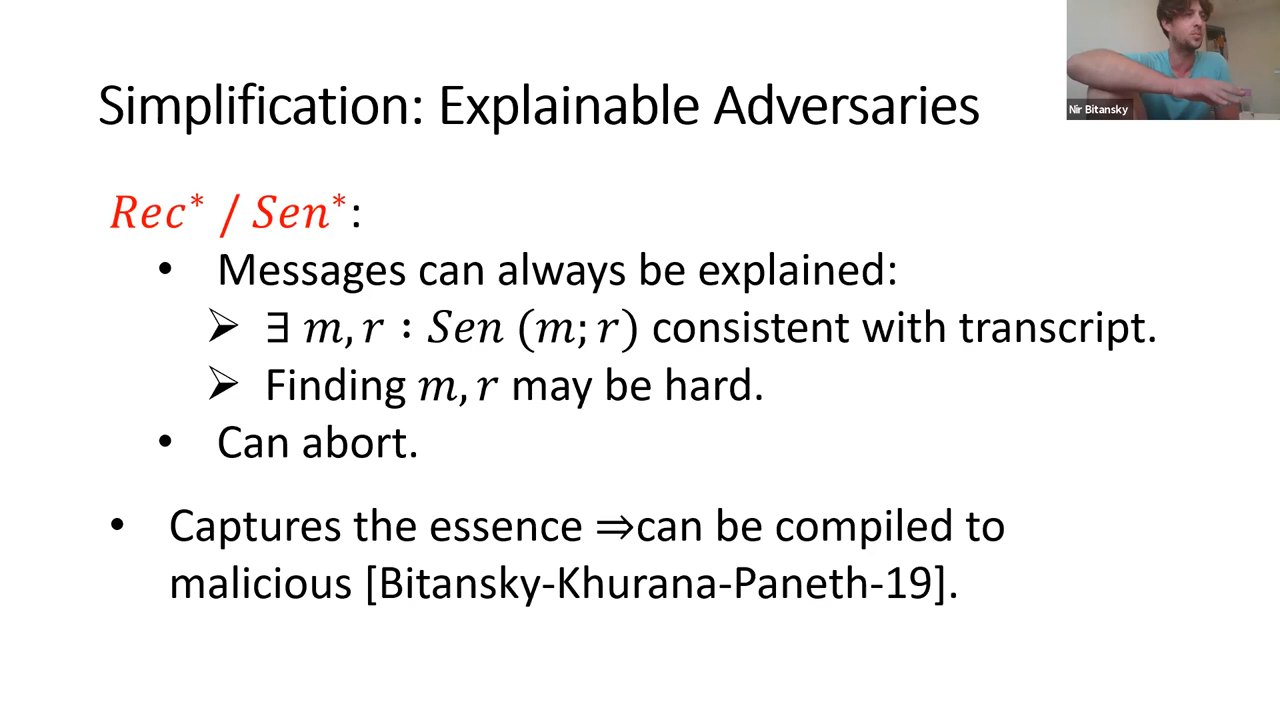 Simplification: Explainable Adversaries
Nir Bitansky
Rec* / Sen*:
• Messages can always be explained:
➢ ∃ m, r : Sen (m; r) consistent with transcript.
➢ Finding m, r may be hard.
• Can abort.
• Captures the essence ⇒can be compiled to
malicious [Bitansky-Khurana-Paneth-19].